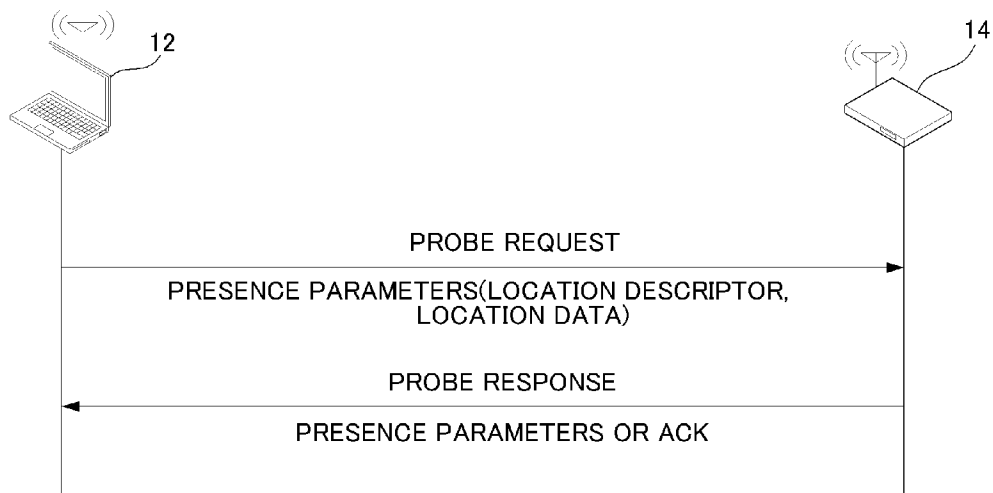 12
14
PROBE REQUEST
PRESENCE PARAMETERS(LOCATION DESCRIPTOR,
LOCATION DATA)
PROBE RESPONSE
PRESENCE PARAMETERS OR ACK